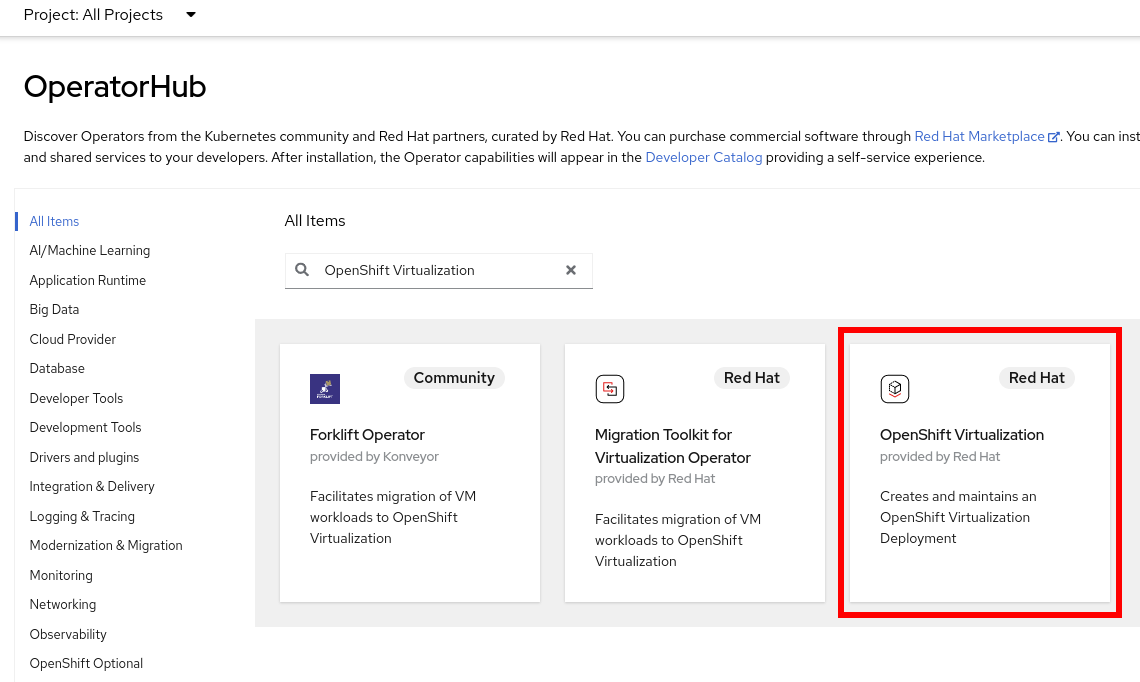 Project: All Projects
OperatorHub
Discover Operators from the Kubernetes community and Red Hat partners, curated by Red Hat. You can purchase commercial software through Red Hat Marketplace. You can inst
and shared services to your developers. After installation, the Operator capabilities will appear in the Developer Catalog providing a self-service experience.
All Items
AI/Machine Learning
Application Runtime
Big Data
Cloud Provider
Database
Developer Tools
Development Tools
Drivers and plugins
Integration & Delivery
Logging & Tracing
Modernization & Migration
Monitoring
Networking
Observability
OpenShift Optional
All Items
OpenShift Virtualization
Community
Forklift Operator
provided by Konveyor
Facilitates migration of VM
workloads to OpenShift
Virtualization
Red Hat
Migration Toolkit for
Virtualization Operator
provided by Red Hat
Facilitates migration of VM
workloads to OpenShift
Virtualization
Red Hat
OpenShift Virtualization
provided by Red Hat
Creates and maintains an
OpenShift Virtualization
Deployment